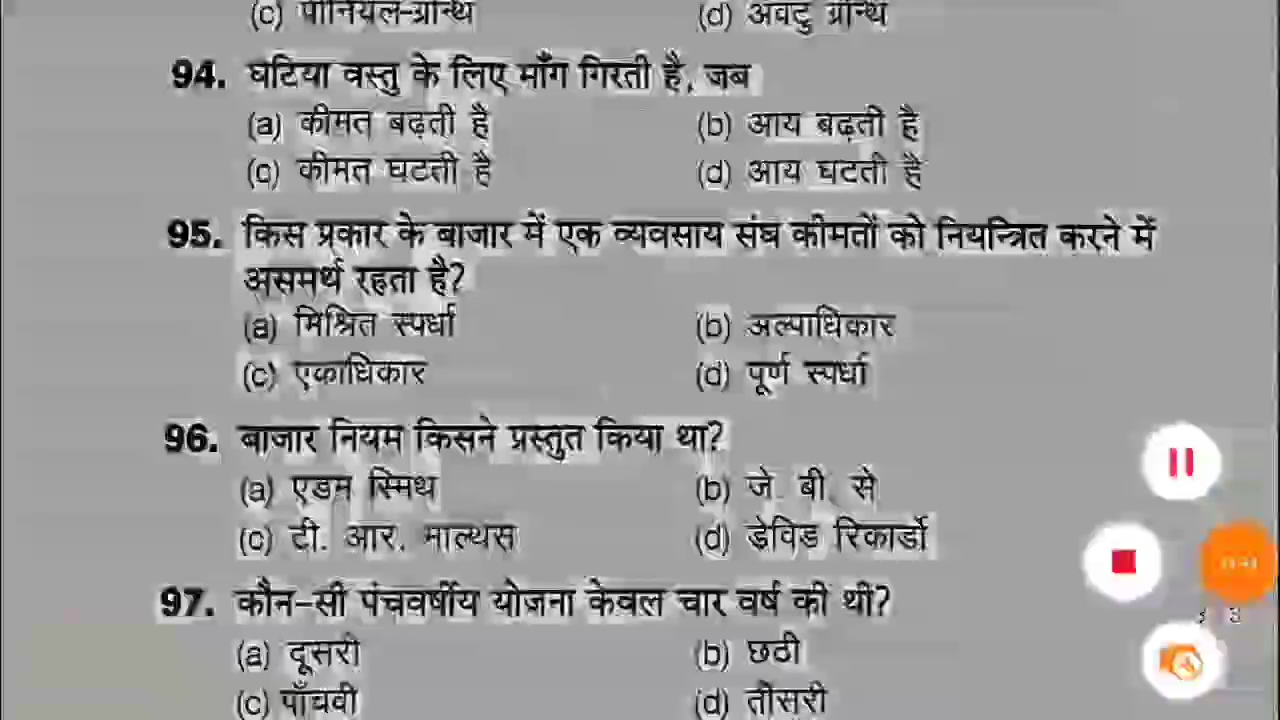 (c) पीनियल-ग्रन्थि (d) अवटु ग्रन्थि
94. घटिया वस्तु के लिए माँग गिरती है, जब
(a) कीमत बढ़ती है (b) आय बढ़ती है
(c) कीमत घटती है (d) आय घटती है
95. किस प्रकार के बाजार में एक व्यवसाय संघ कीमतों को नियन्त्रित करने में
असमर्थ रहता है?
(a) मिश्रित स्पर्धा (b) अल्पाधिकार
(c) एकाधिकार (d) पूर्ण स्पर्धा
96. बाजार नियम किसने प्रस्तुत किया था?
(a) एडम स्मिथ (b) जे. बी. से
(c) टी. आर. माल्थस (d) डेविड रिकार्डो
97. कौन-सी पंचवर्षीय योजना केवल चार वर्ष की थी?
(a) दूसरी (b) छठी
(c) पाँचवी (d) तीसरी